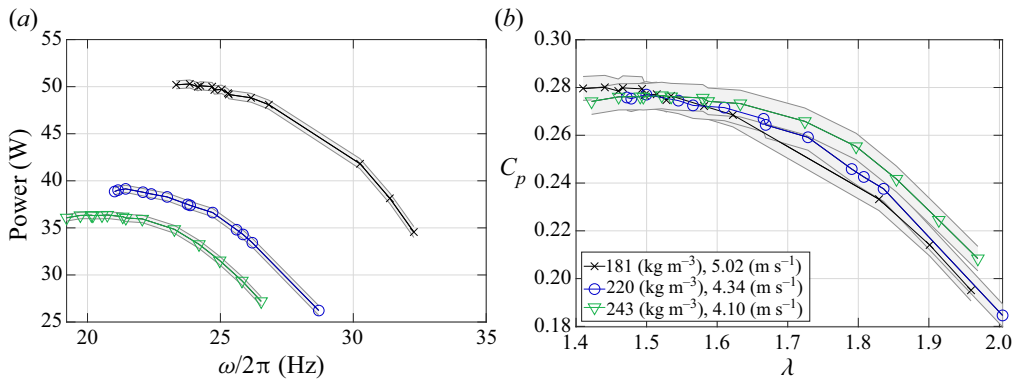 (a)
55
50
45
40
35
30
25
Power (W)
20 25 30 35
ω/2π (Hz)
(b)
0.30
0.28
0.26
0.24
0.22
0.20
0.18
C_p
181 (kg m⁻³), 5.02 (m s⁻¹)
220 (kg m⁻³), 4.34 (m s⁻¹)
243 (kg m⁻³), 4.10 (m s⁻¹)
1.4 1.5 1.6 1.7 1.8 1.9 2.0
λ